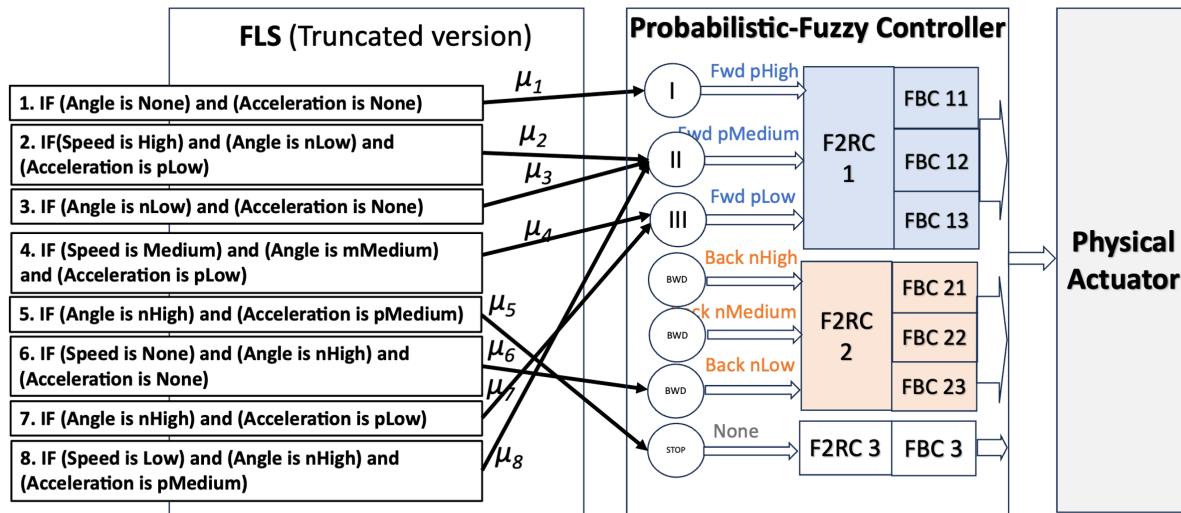 FLS (Truncated version)
1. IF (Angle is None) and (Acceleration is None)
2. IF(Speed is High) and (Angle is nLow) and
(Acceleration is pLow)
3. IF (Angle is nLow) and (Acceleration is None)
4. IF (Speed is Medium) and (Angle is mMedium)
and (Acceleration is pLow)
5. IF (Angle is nHigh) and (Acceleration is pMedium)
6. IF (Speed is None) and (Angle is nHigh) and
(Acceleration is None)
7. IF (Angle is nHigh) and (Acceleration is pLow)
8. IF (Speed is Low) and (Angle is nHigh) and
(Acceleration is pMedium)
μ1
μ2
μ3
μ4
μ5
μ6
μ7
μ8
Probabilistic-Fuzzy Controller
I
II
III
BWD
BWD
BWD
STOP
Fwd pHigh
Fwd pMedium
Fwd pLow
Back nHigh
ck nMedium
Back nLow
None
F2RC
1
FBC 11
FBC 12
FBC 13
F2RC
2
FBC 21
FBC 22
FBC 23
F2RC 3
FBC 3
Physical
Actuator